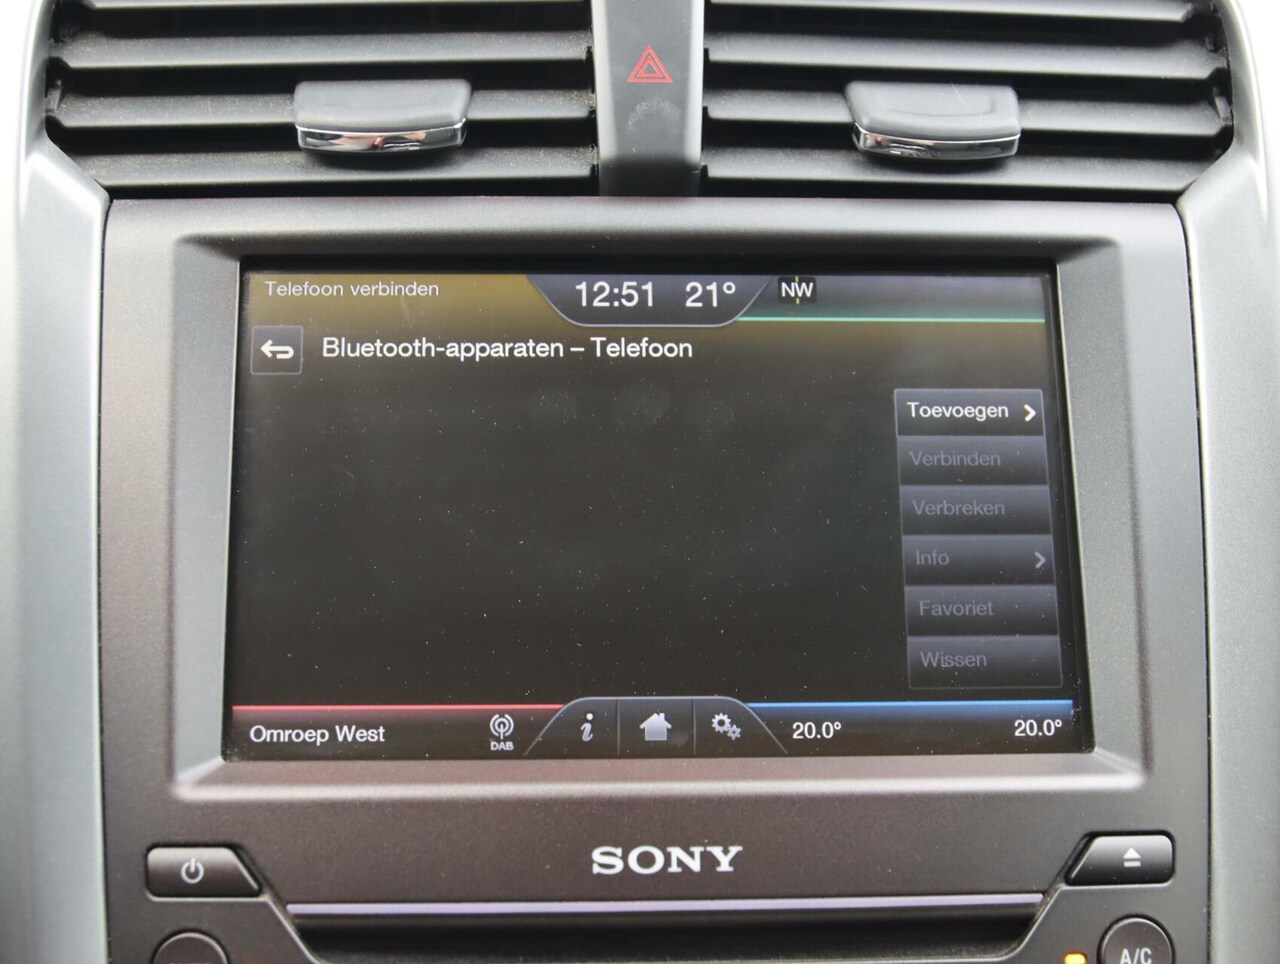 Telefoon verbinden
12:51 21° NW
Bluetooth-apparaten – Telefoon
Toevoegen
Verbinden
Verbreken
Info
Favoriet
Wissen
Omroep West
DAB
i
20.0°
20.0°
SONY
A/C